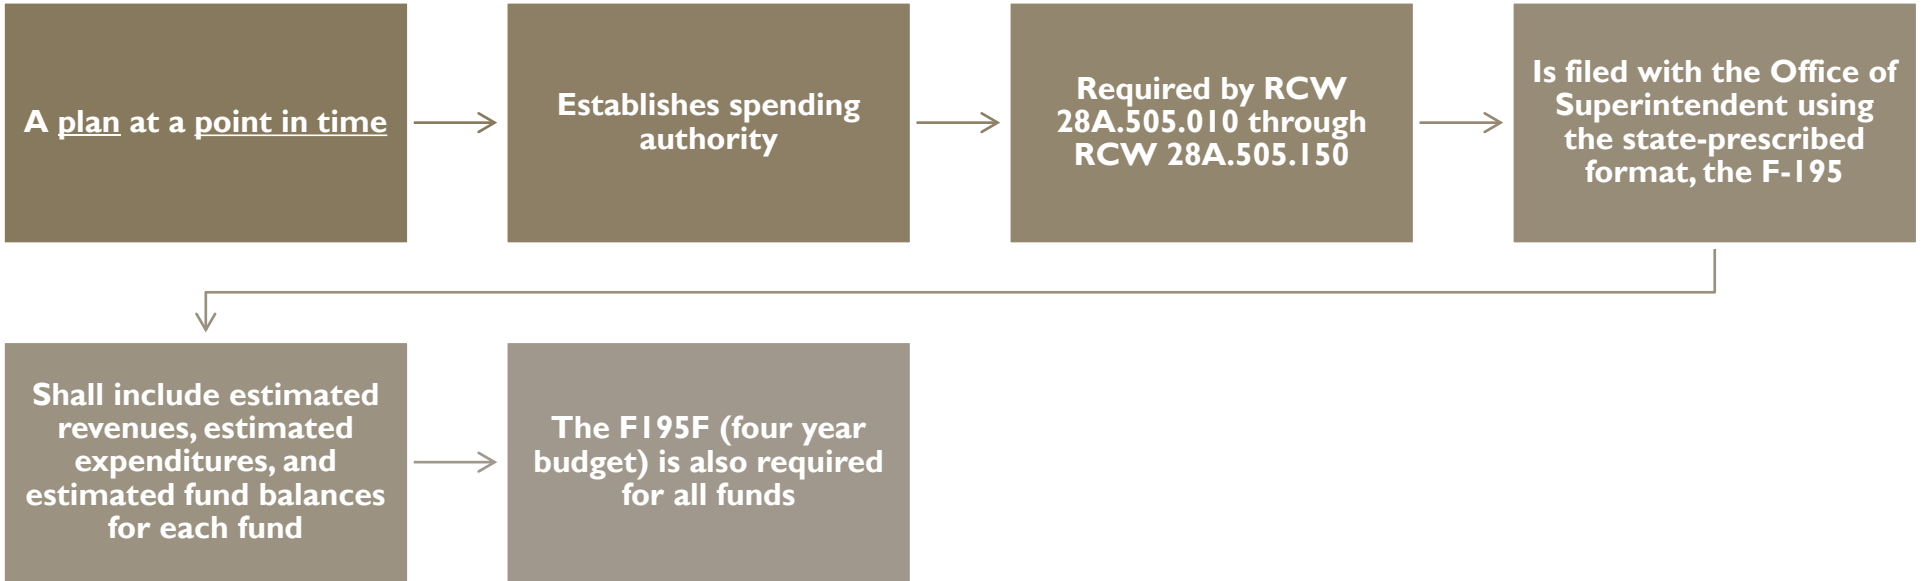 A plan at a point in time
Establishes spending
authority
Required by RCW
28A.505.010 through
RCW 28A.505.150
Is filed with the Office of
Superintendent using
the state-prescribed
format, the F-195
Shall include estimated
revenues, estimated
expenditures, and
estimated fund balances
for each fund
The F195F (four year
budget) is also required
for all funds